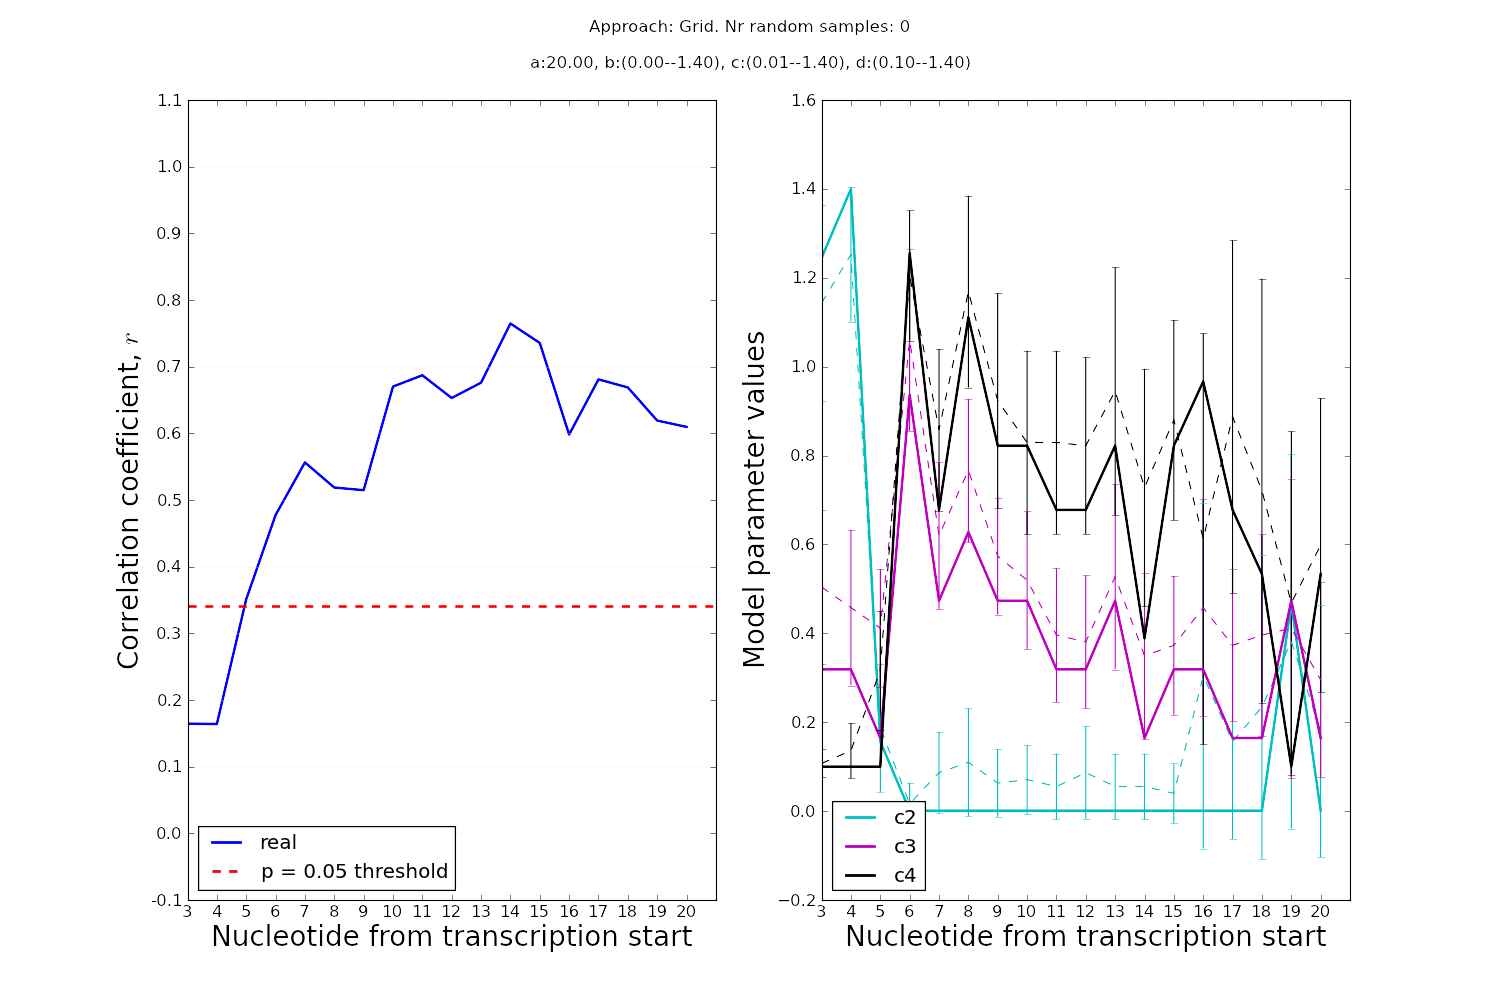 Approach: Grid. Nr random samples: 0
a:20.00, b:(0.00--1.40), c:(0.01--1.40), d:(0.10--1.40)
Correlation coefficient, r
1.1
1.0
0.9
0.8
0.7
0.6
0.5
0.4
0.3
0.2
0.1
0.0
-0.1
real
p = 0.05 threshold
3 4 5 6 7 8 9 10 11 12 13 14 15 16 17 18 19 20
Nucleotide from transcription start
Model parameter values
1.6
1.4
1.2
1.0
0.8
0.6
0.4
0.2
0.0
−0.2
c2
c3
c4
3 4 5 6 7 8 9 10 11 12 13 14 15 16 17 18 19 20
Nucleotide from transcription start